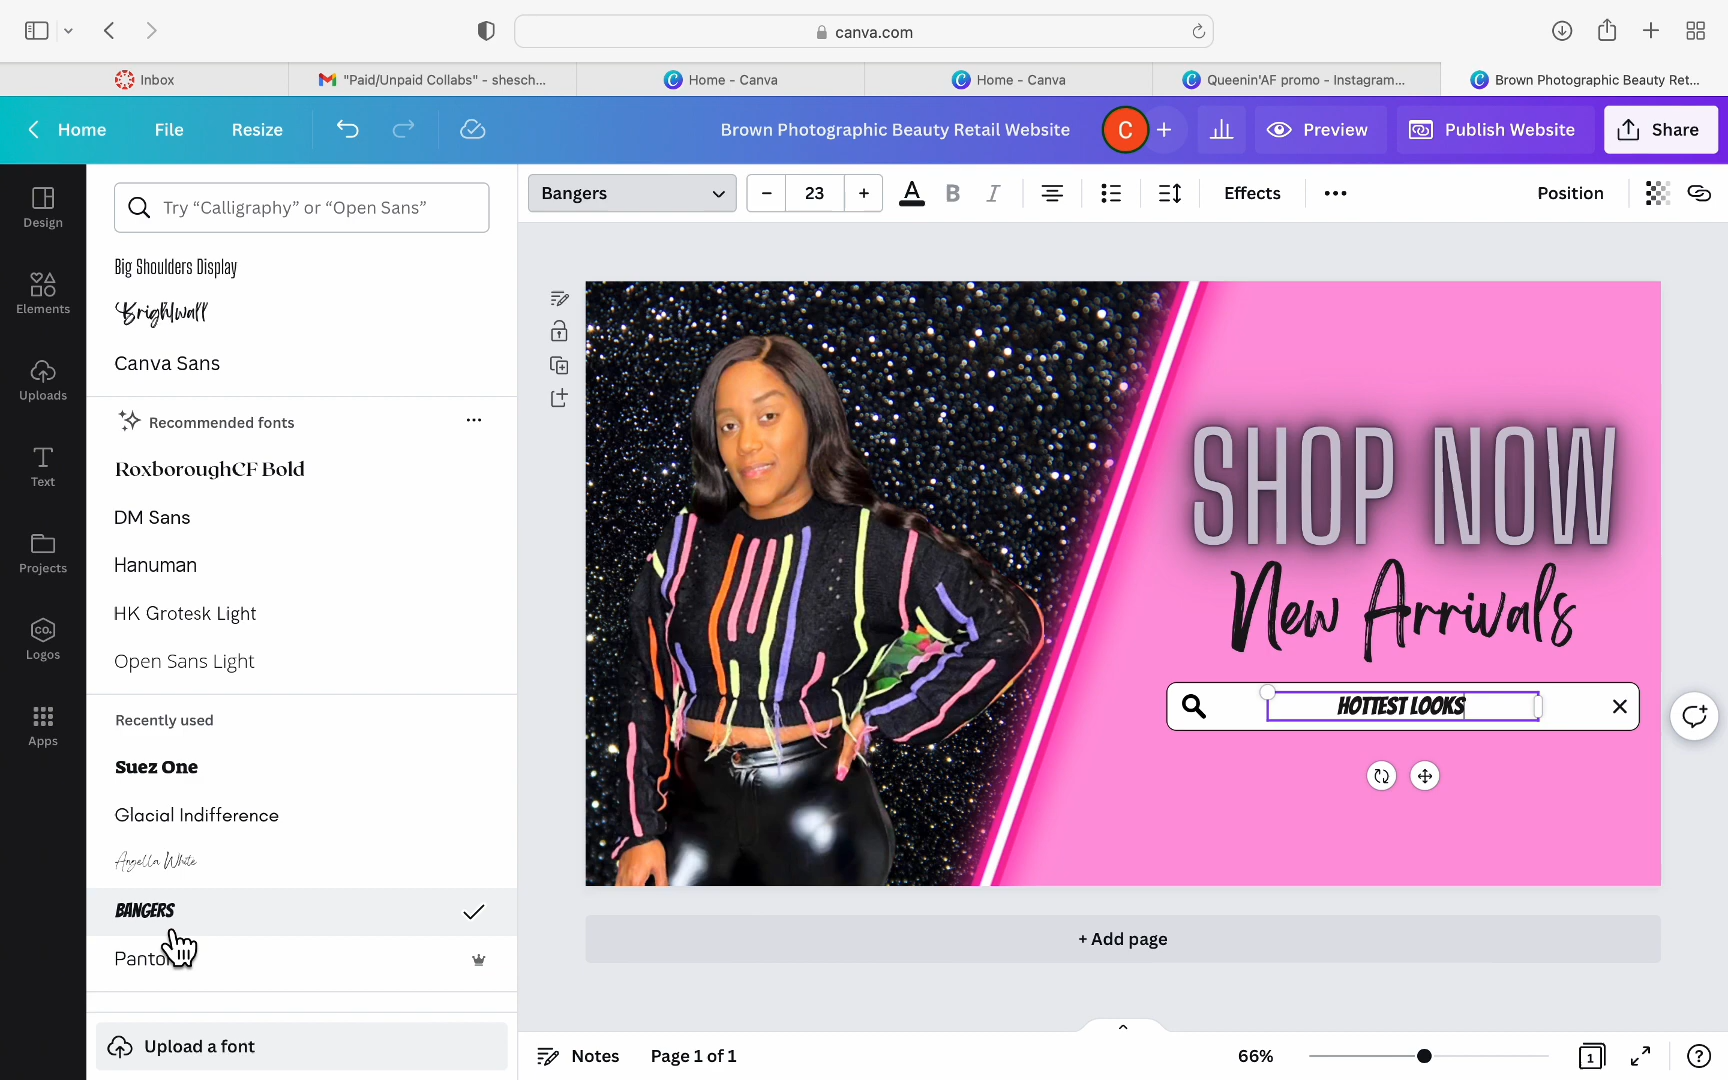 canva.com
Inbox
"Paid/Unpaid Collabs" - shesch...
Home - Canva
Home - Canva
Queenin'AF promo - Instagram...
Brown Photographic Beauty Ret...
Home
File
Resize
Brown Photographic Beauty Retail Website
C
Preview
Publish Website
Share
Design
Elements
Uploads
Text
Projects
CO.
Logos
Apps
Try “Calligraphy” or “Open Sans”
Big Shoulders Display
Brightwall
Canva Sans
Recommended fonts
RoxboroughCF Bold
DM Sans
Hanuman
HK Grotesk Light
Open Sans Light
Recently used
Suez One
Glacial Indifference
Angella White
BANGERS
Panto
Upload a font
Bangers
23
A
B
I
Effects
Position
SHOP NOW
New Arrivals
HOTTEST LOOKS
+ Add page
Notes
Page 1 of 1
66%
1